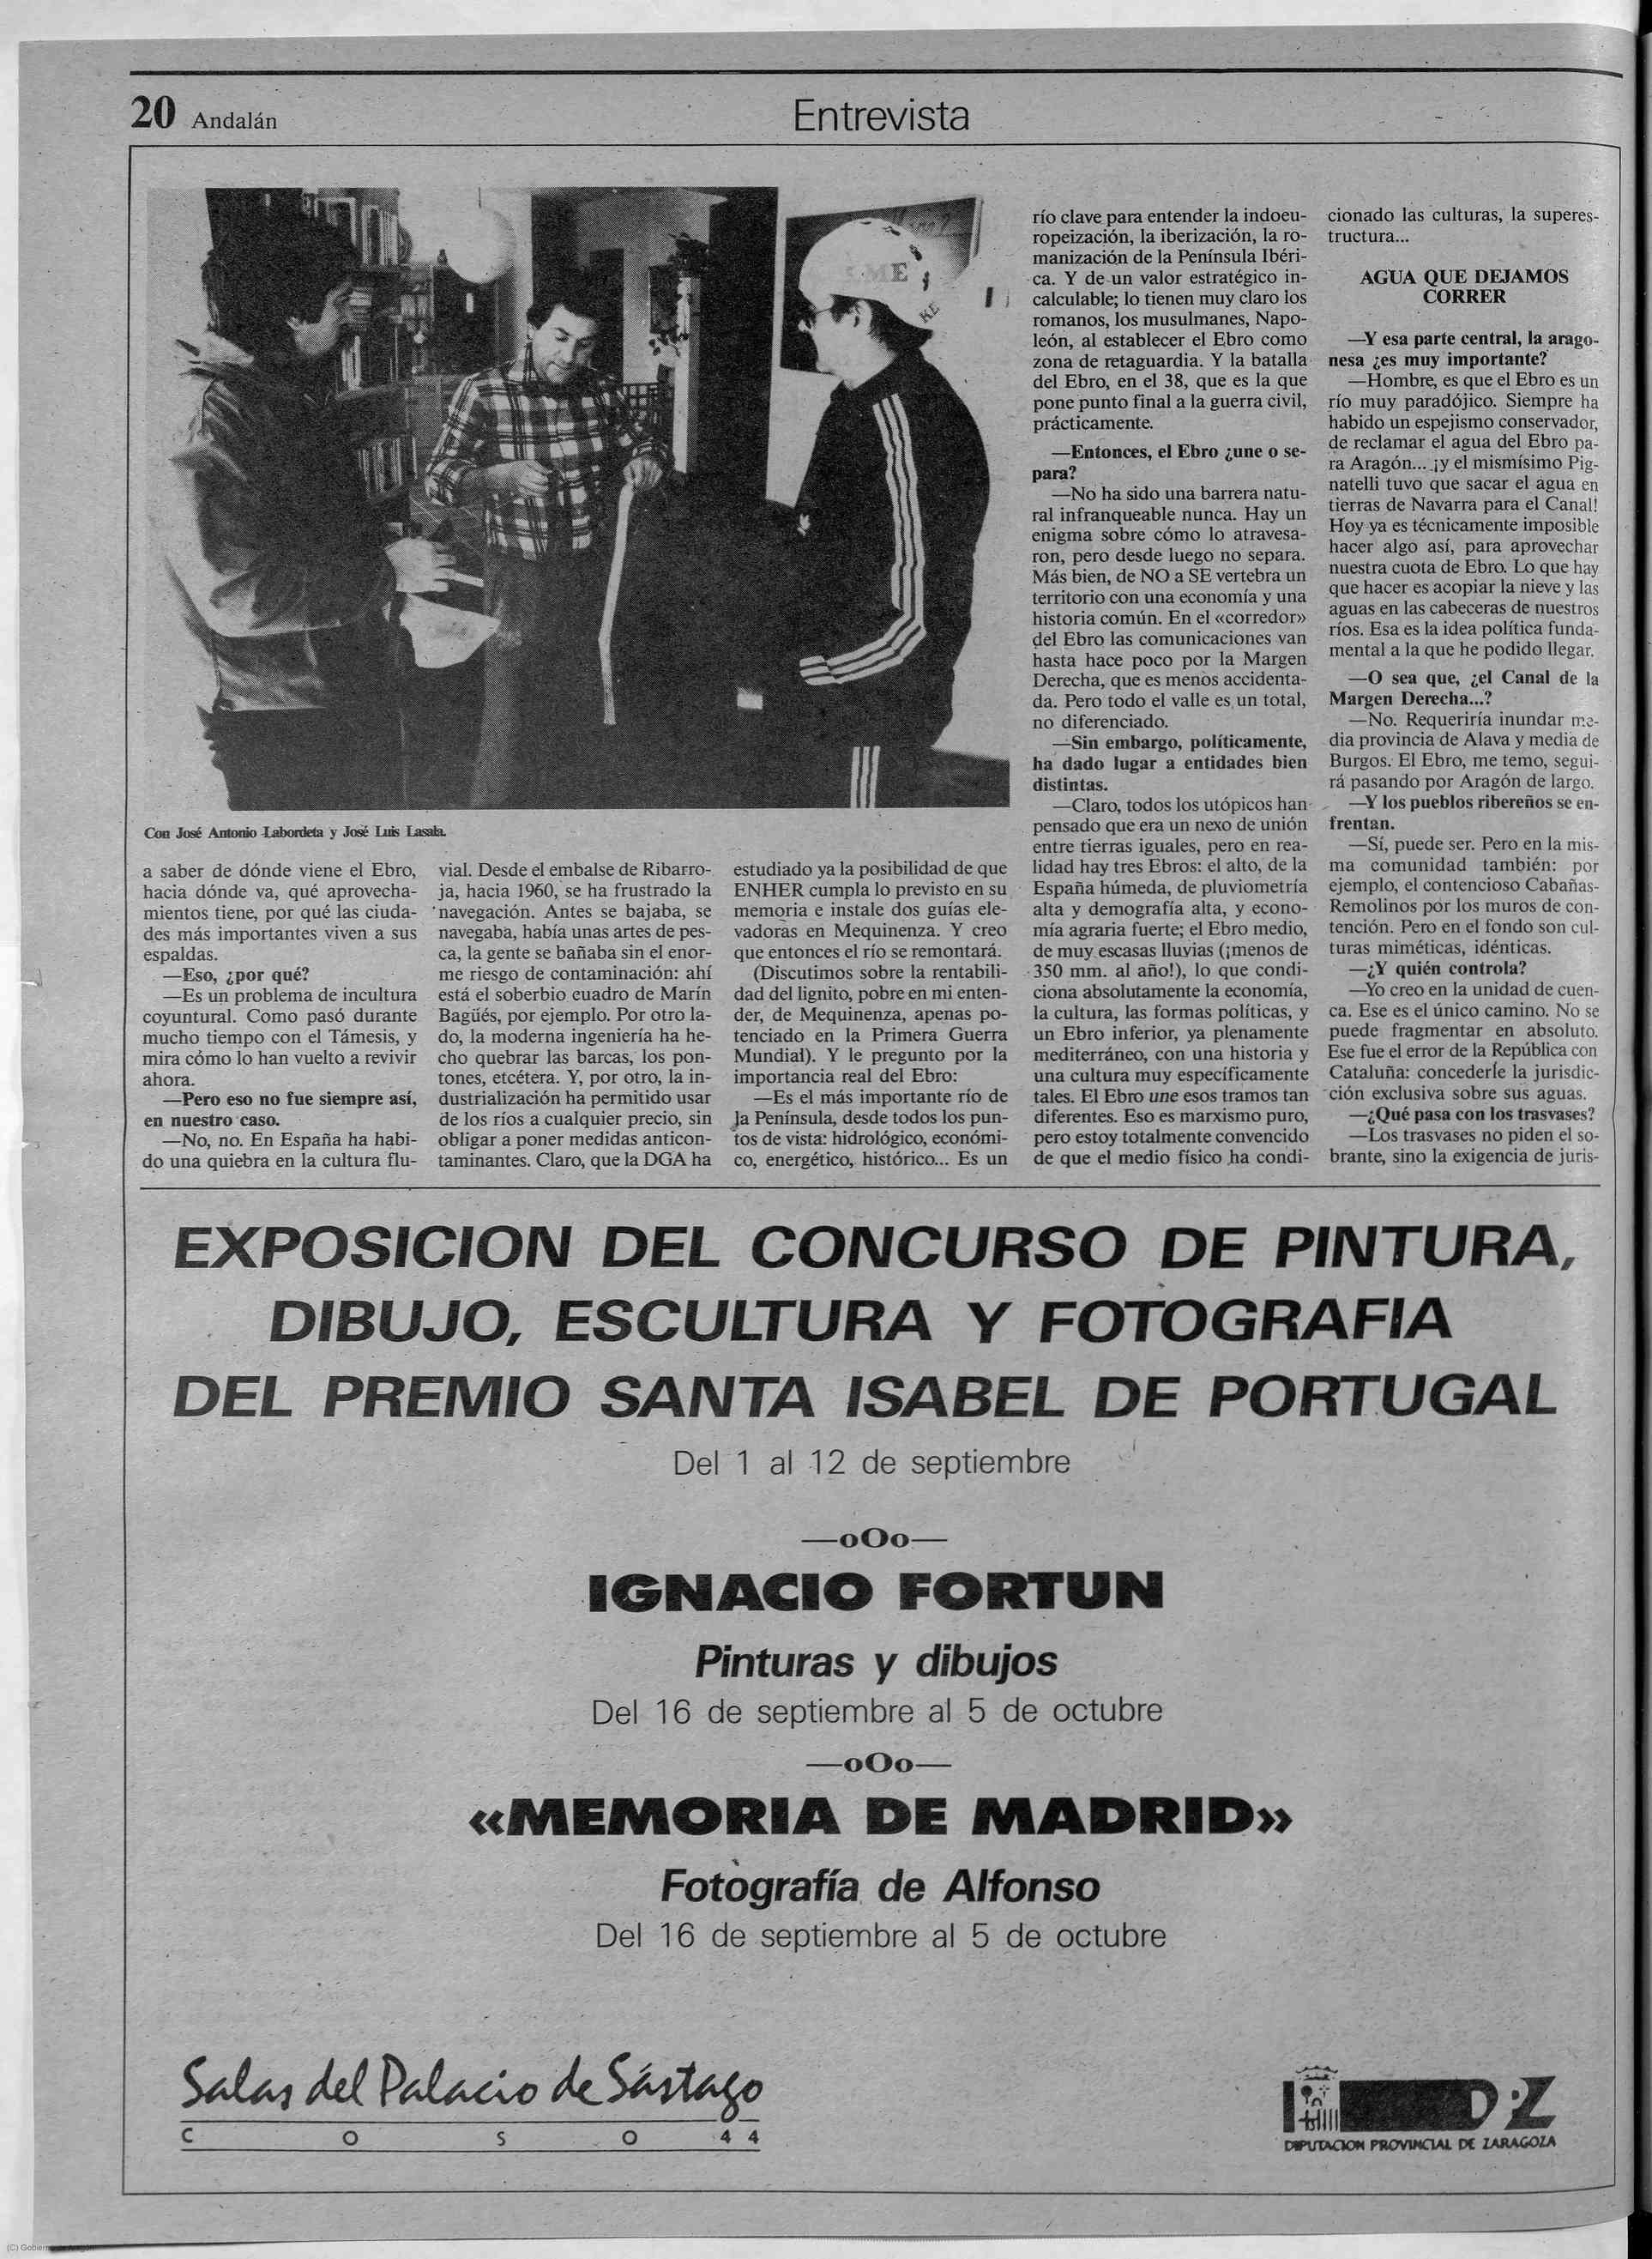 20 Andalán
Entrevista
ME
KE
Con José Antonio Labordeta y José Luis Lasala.
a saber de dónde viene el Ebro,
hacia dónde va, qué aprovecha-
mientos tiene, por qué las ciuda-
des más importantes viven a sus
espaldas.
—Eso, ¿por qué?
—Es un problema de incultura
coyuntural. Como pasó durante
mucho tiempo con el Támesis, y
mira cómo lo han vuelto a revivir
ahora.
—Pero eso no fue siempre así,
en nuestro caso.
—No, no. En España ha habi-
do una quiebra en la cultura flu-
vial. Desde el embalse de Ribarro-
ja, hacia 1960, se ha frustrado la
navegación. Antes se bajaba, se
navegaba, había unas artes de pes-
ca, la gente se bañaba sin el enor-
me riesgo de contaminación: ahí
está el soberbio cuadro de Marín
Bagüés, por ejemplo. Por otro la-
do, la moderna ingeniería ha he-
cho quebrar las barcas, los pon-
tones, etcétera. Y, por otro, la in-
dustrialización ha permitido usar
de los ríos a cualquier precio, sin
obligar a poner medidas anticon-
taminantes. Claro, que la DGA ha
estudiado ya la posibilidad de que
ENHER cumpla lo previsto en su
memoria e instale dos guías ele-
vadoras en Mequinenza. Y creo
que entonces el río se remontará.
(Discutimos sobre la rentabili-
dad del lignito, pobre en mi enten-
der, de Mequinenza, apenas po-
tenciado en la Primera Guerra
Mundial). Y le pregunto por la
importancia real del Ebro:
—Es el más importante río de
la Península, desde todos los pun-
tos de vista: hidrológico, económi-
co, energético, histórico... Es un
río clave para entender la indoeu-
ropeización, la iberización, la ro-
manización de la Península Ibéri-
ca. Y de un valor estratégico in-
calculable; lo tienen muy claro los
romanos, los musulmanes, Napo-
león, al establecer el Ebro como
zona de retaguardia. Y la batalla
del Ebro, en el 38, que es la que
pone punto final a la guerra civil,
prácticamente.
—Entonces, el Ebro ¿une o se-
para?
—No ha sido una barrera natu-
ral infranqueable nunca. Hay un
enigma sobre cómo lo atravesa-
ron, pero desde luego no separa.
Más bien, de NO a SE vertebra un
territorio con una economía y una
historia común. En el «corredor»
del Ebro las comunicaciones van
hasta hace poco por la Margen
Derecha, que es menos accidenta-
da. Pero todo el valle es un total,
no diferenciado.
—Sin embargo, políticamente,
ha dado lugar a entidades bien
distintas.
—Claro, todos los utópicos han
pensado que era un nexo de unión
entre tierras iguales, pero en rea-
lidad hay tres Ebros: el alto, de la
España húmeda, de pluviometría
alta y demografía alta, y econo-
mía agraria fuerte; el Ebro medio,
de muy escasas lluvias (¡menos de
350 mm. al año!), lo que condi-
ciona absolutamente la economía,
la cultura, las formas políticas, y
un Ebro inferior, ya plenamente
mediterráneo, con una historia y
una cultura muy específicamente
tales. El Ebro une esos tramos tan
diferentes. Eso es marxismo puro,
pero estoy totalmente convencido
de que el medio físico ha condi-
cionado las culturas, la superes-
tructura...
AGUA QUE DEJAMOS
CORRER
—Y esa parte central, la arago-
nesa ¿es muy importante?
—Hombre, es que el Ebro es un
río muy paradójico. Siempre ha
habido un espejismo conservador,
de reclamar el agua del Ebro pa-
ra Aragón... ¡y el mismísimo Pig-
natelli tuvo que sacar el agua en
tierras de Navarra para el Canal!
Hoy ya es técnicamente imposible
hacer algo así, para aprovechar
nuestra cuota de Ebro. Lo que hay
que hacer es acopiar la nieve y las
aguas en las cabeceras de nuestros
ríos. Esa es la idea política funda-
mental a la que he podido llegar.
—O sea que, ¿el Canal de la
Margen Derecha...?
—No. Requeriría inundar me-
dia provincia de Alava y media de
Burgos. El Ebro, me temo, segui-
rá pasando por Aragón de largo.
—Y los pueblos ribereños se en-
frentan.
—Sí, puede ser. Pero en la mis-
ma comunidad también: por
ejemplo, el contencioso Cabañas-
Remolinos por los muros de con-
tención. Pero en el fondo son cul-
turas miméticas, idénticas.
—¿Y quién controla?
—Yo creo en la unidad de cuen-
ca. Ese es el único camino. No se
puede fragmentar en absoluto.
Ese fue el error de la República con
Cataluña: concederle la jurisdic-
ción exclusiva sobre sus aguas.
—¿Qué pasa con los trasvases?
—Los trasvases no piden el so-
brante, sino la exigencia de juris-
EXPOSICION DEL CONCURSO DE PINTURA,
DIBUJO, ESCULTURA Y FOTOGRAFIA
DEL PREMIO SANTA ISABEL DE PORTUGAL
Del 1 al 12 de septiembre
—oOo—
IGNACIO FORTUN
Pinturas y dibujos
Del 16 de septiembre al 5 de octubre
—oOo—
«MEMORIA DE MADRID»
Fotografía de Alfonso
Del 16 de septiembre al 5 de octubre
Salas del Palacio de Sástago
COSO 44
DPZ
DIPUTACION PROVINCIAL DE ZARAGOZA